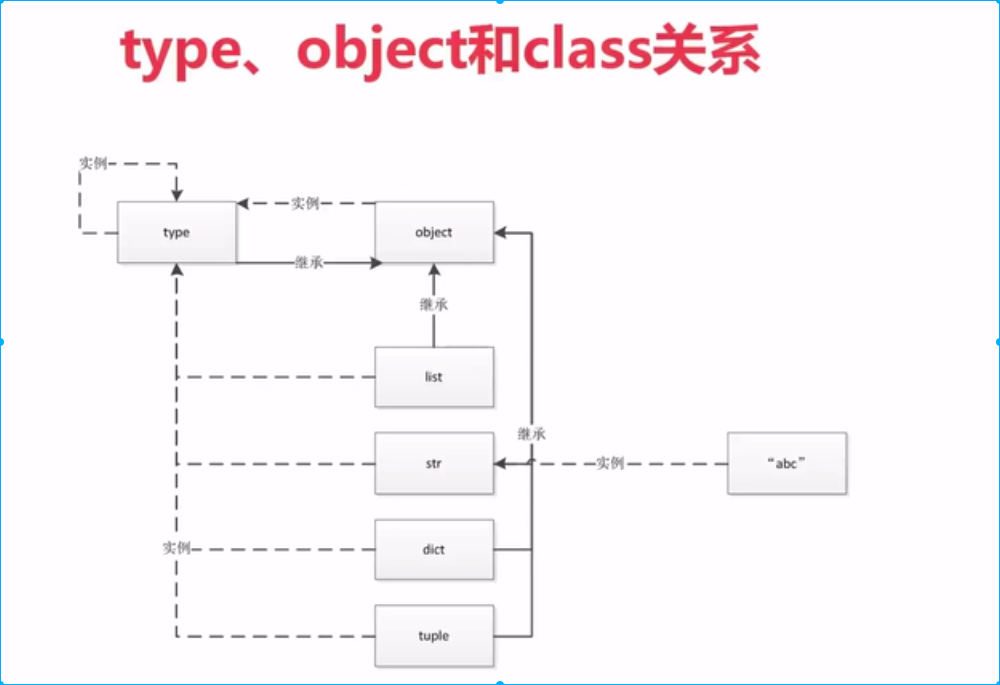 type、object和class关系
实例
实例
type
object
继承
继承
list
继承
str
实例
“abc”
实例
dict
tuple